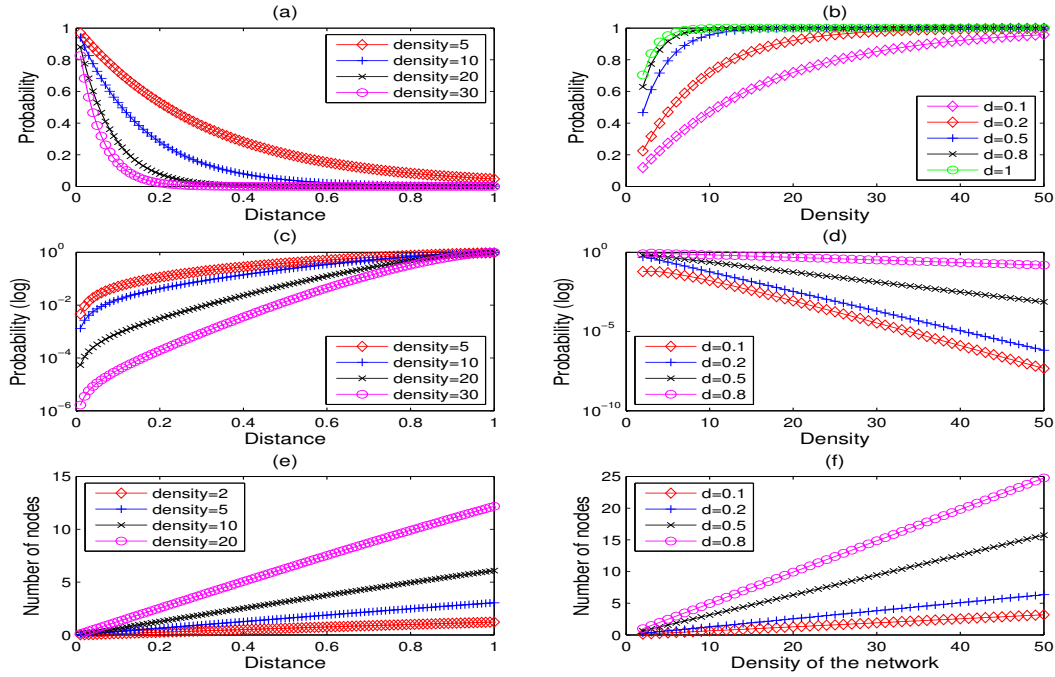 (a)
Probability
1
0.8
0.6
0.4
0.2
0
0 0.2 0.4 0.6 0.8 1
Distance
density=5
density=10
density=20
density=30
(b)
Probability
1
0.8
0.6
0.4
0.2
0
0 10 20 30 40 50
Density
d=0.1
d=0.2
d=0.5
d=0.8
d=1
(c)
Probability (log)
10^0
10^−2
10^−4
10^−6
0 0.2 0.4 0.6 0.8 1
Distance
density=5
density=10
density=20
density=30
(d)
Probability (log)
10^0
10^−5
10^−10
0 10 20 30 40 50
Density
d=0.1
d=0.2
d=0.5
d=0.8
(e)
Number of nodes
15
10
5
0
0 0.2 0.4 0.6 0.8 1
Distance
density=2
density=5
density=10
density=20
(f)
Number of nodes
25
20
15
10
5
0
0 10 20 30 40 50
Density of the network
d=0.1
d=0.2
d=0.5
d=0.8